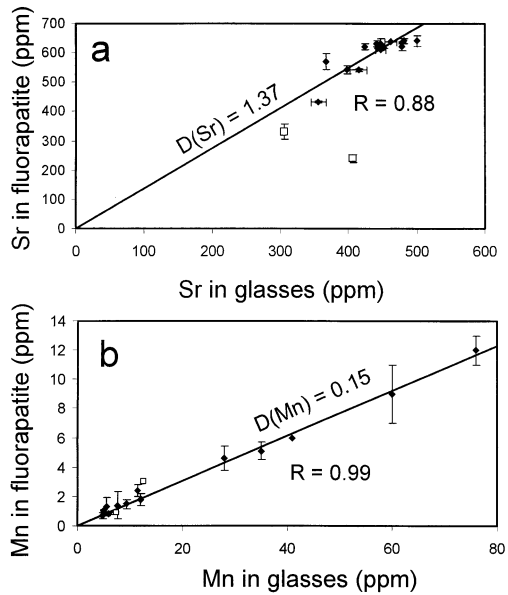 a
Sr in fluorapatite (ppm)
700
600
500
400
300
200
100
0
D(Sr) = 1.37
R = 0.88
0 100 200 300 400 500 600
Sr in glasses (ppm)
b
Mn in fluorapatite (ppm)
14
12
10
8
6
4
2
0
D(Mn) = 0.15
R = 0.99
0 20 40 60 80
Mn in glasses (ppm)